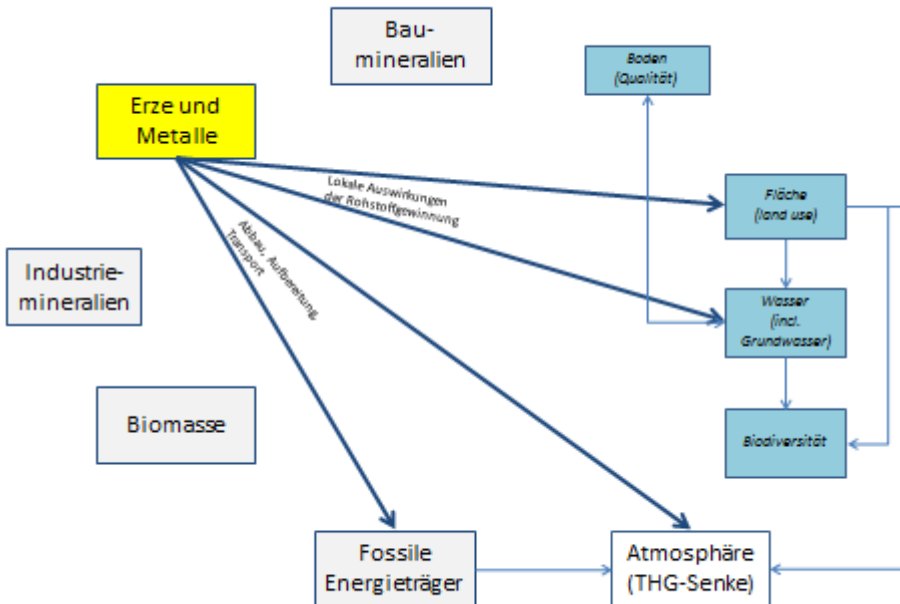 Bau-
mineralien
Boden
(Qualität)
Erze und
Metalle
Lokale Auswirkungen
der Rohstoffgewinnung
Fläche
(land use)
Abbau, Aufbereitung,
Transport
Industrie-
mineralien
Wasser
(incl.
Grundwasser)
Biomasse
Biodiversität
Fossile
Energieträger
Atmosphäre
(THG-Senke)